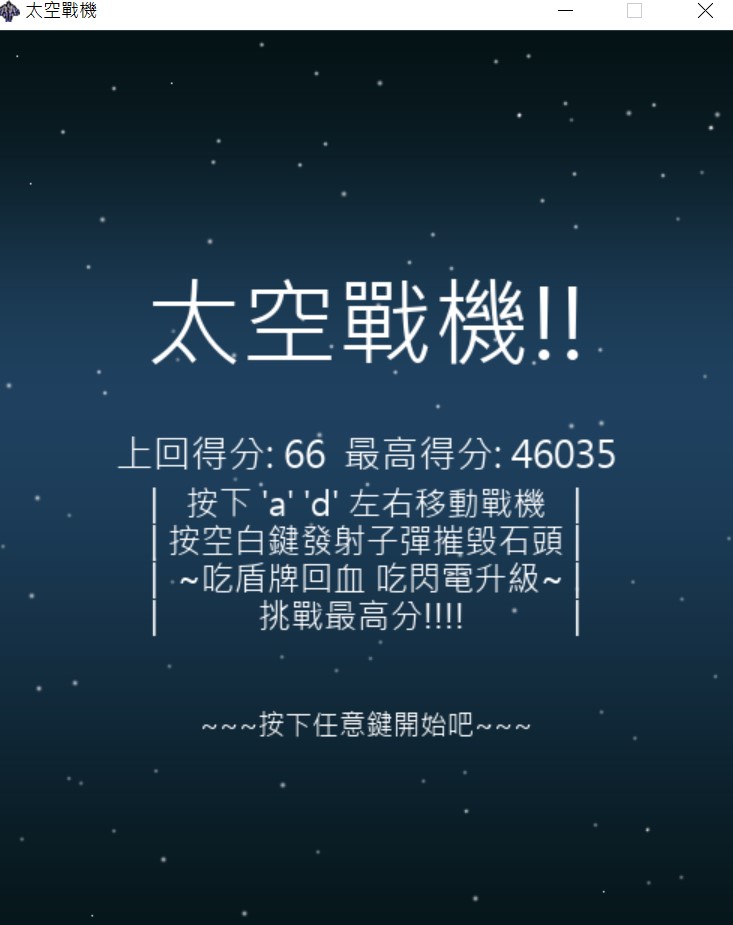 太空戰機
太空戰機!!
上回得分: 66 最高得分: 46035
| 按下 'a' 'd' 左右移動戰機 |
| 按空白鍵發射子彈摧毀石頭 |
| ~吃盾牌回血 吃閃電升級~ |
| 挑戰最高分!!!! |
~~~按下任意鍵開始吧~~~